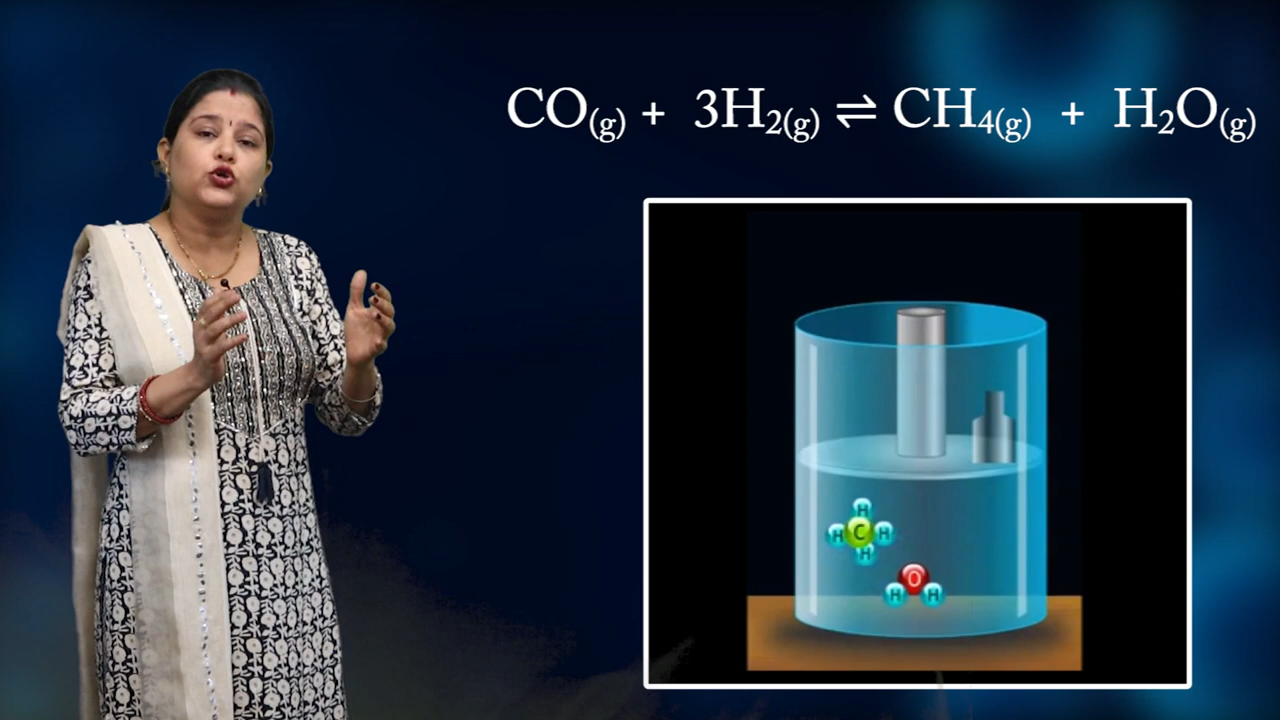 CO(g) + 3H2(g) ⇌ CH4(g) + H2O(g)
H
H C H
H
O
H H